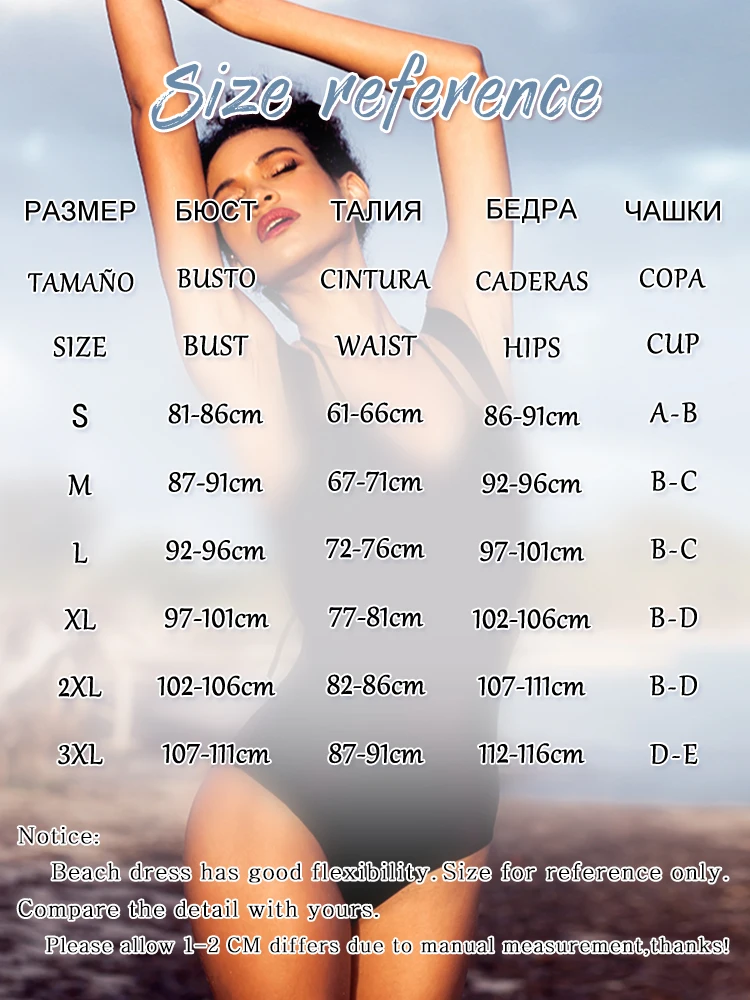 Size reference
РАЗМЕР БЮСТ ТАЛИЯ БЕДРА ЧАШКИ
TAMAÑO BUSTO CINTURA CADERAS COPA
SIZE BUST WAIST HIPS CUP
S 81-86cm 61-66cm 86-91cm A-B
M 87-91cm 67-71cm 92-96cm B-C
L 92-96cm 72-76cm 97-101cm B-C
XL 97-101cm 77-81cm 102-106cm B-D
2XL 102-106cm 82-86cm 107-111cm B-D
3XL 107-111cm 87-91cm 112-116cm D-E
Notice:
Beach dress has good flexibility. Size for reference only.
Compare the detail with yours.
Please allow 1-2 CM differs due to manual measurement,thanks!